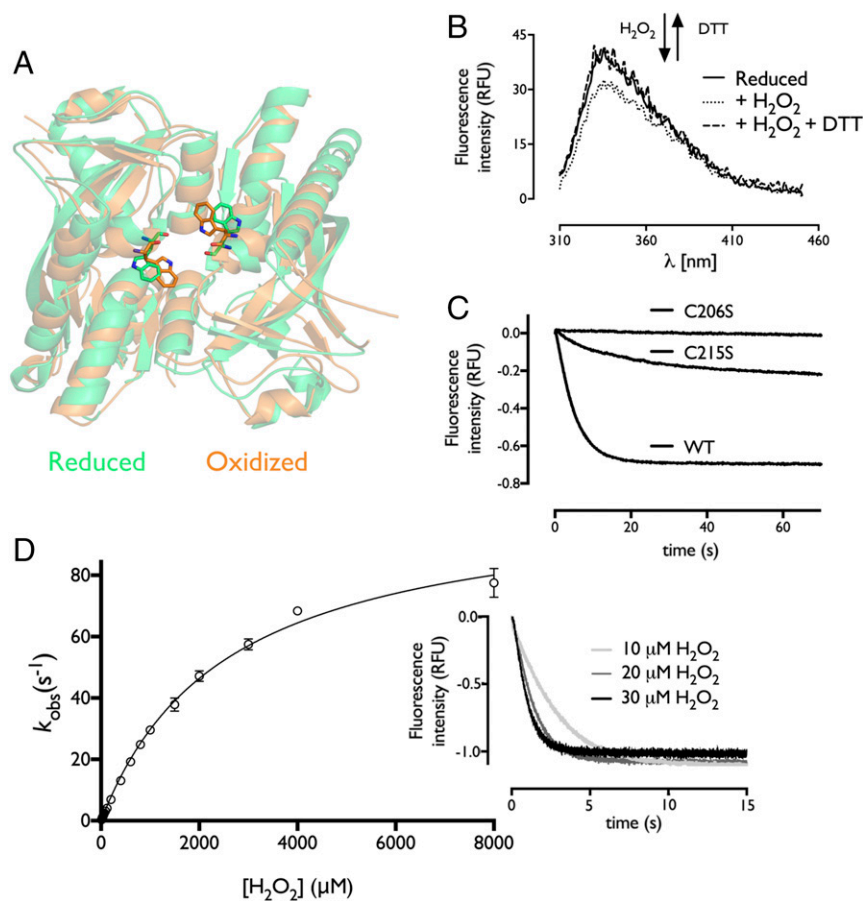 A
Reduced Oxidized
B
H₂O₂ DTT
Fluorescence
intensity (RFU)
45
30
15
0
Reduced
+ H₂O₂
+ H₂O₂ + DTT
310 360 410 460
λ [nm]
C
Fluorescence
intensity (RFU)
0.0
-0.2
-0.4
-0.6
-0.8
C206S
C215S
WT
0 20 40 60
time (s)
D
k_obs(s⁻¹)
80
60
40
20
0
0 2000 4000 6000 8000
[H₂O₂] (µM)
Fluorescence
intensity (RFU)
0.0
-0.5
-1.0
10 µM H₂O₂
20 µM H₂O₂
30 µM H₂O₂
0 5 10 15
time (s)